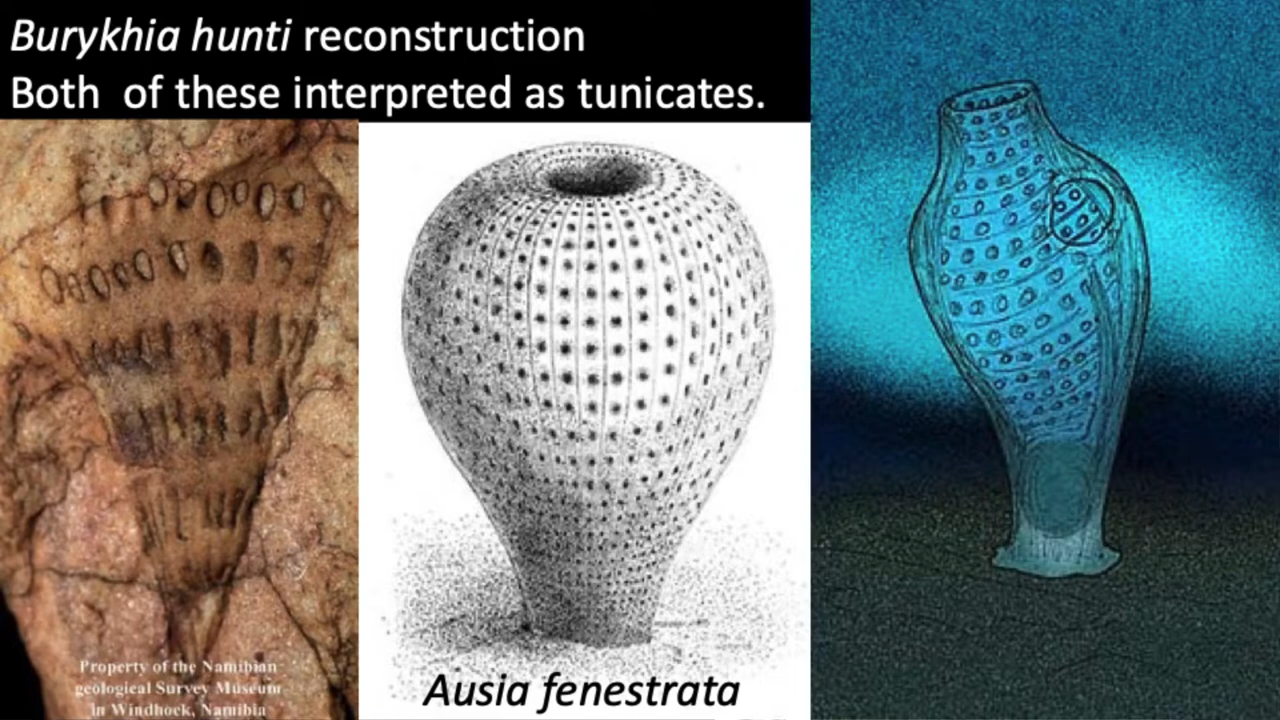 Burykhia hunti reconstruction
Both of these interpreted as tunicates.
Property of the Namibian
geological Survey Museum
in Windhoek, Namibia
Ausia fenestrata